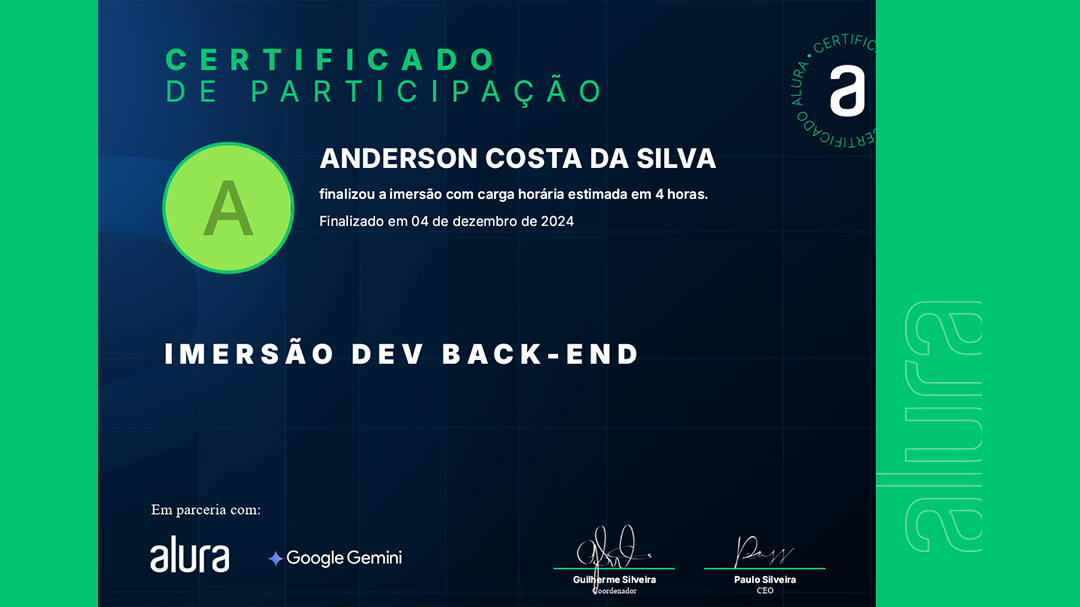 CERTIFICADO
DE PARTICIPAÇÃO
CERTIFICADO ALURA • CERTIFIC
a
A
ANDERSON COSTA DA SILVA
finalizou a imersão com carga horária estimada em 4 horas.
Finalizado em 04 de dezembro de 2024
IMERSÃO DEV BACK-END
Em parceria com:
alura
Google Gemini
Guilherme Silveira
Coordenador
Paulo Silveira
CEO
alura